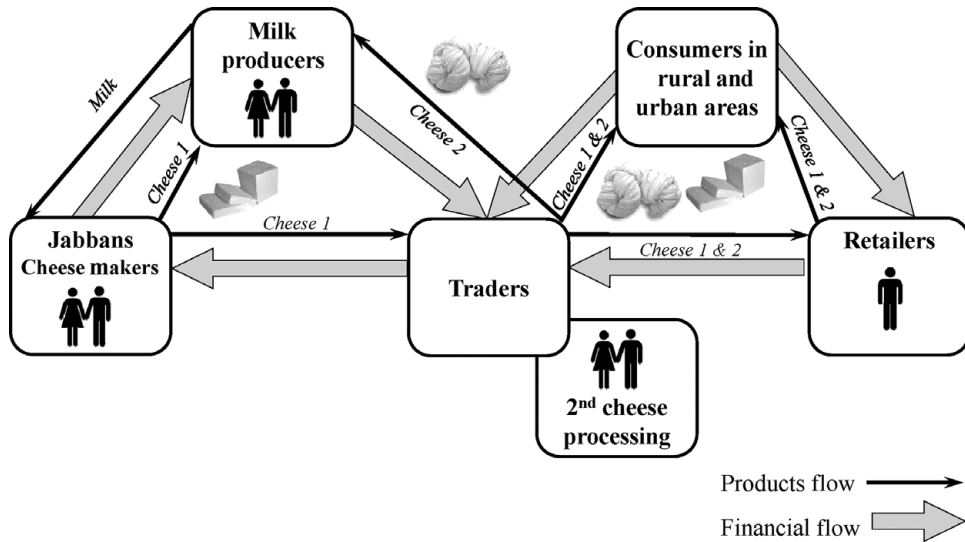 Milk
producers
Consumers in
rural and
urban areas
Milk
Cheese 1
Cheese 2
Cheese 1 & 2
Cheese 1 & 2
Jabbans
Cheese makers
Cheese 1
Traders
Cheese 1 & 2
Retailers
2nd cheese
processing
Products flow
Financial flow